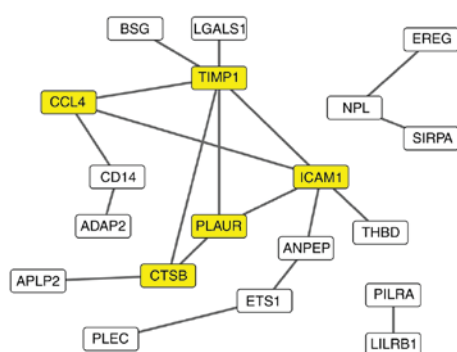 BSG
LGALS1
EREG
TIMP1
CCL4
NPL
SIRPA
CD14
ICAM1
ADAP2
PLAUR
THBD
ANPEP
APLP2
CTSB
ETS1
PILRA
PLEC
LILRB1